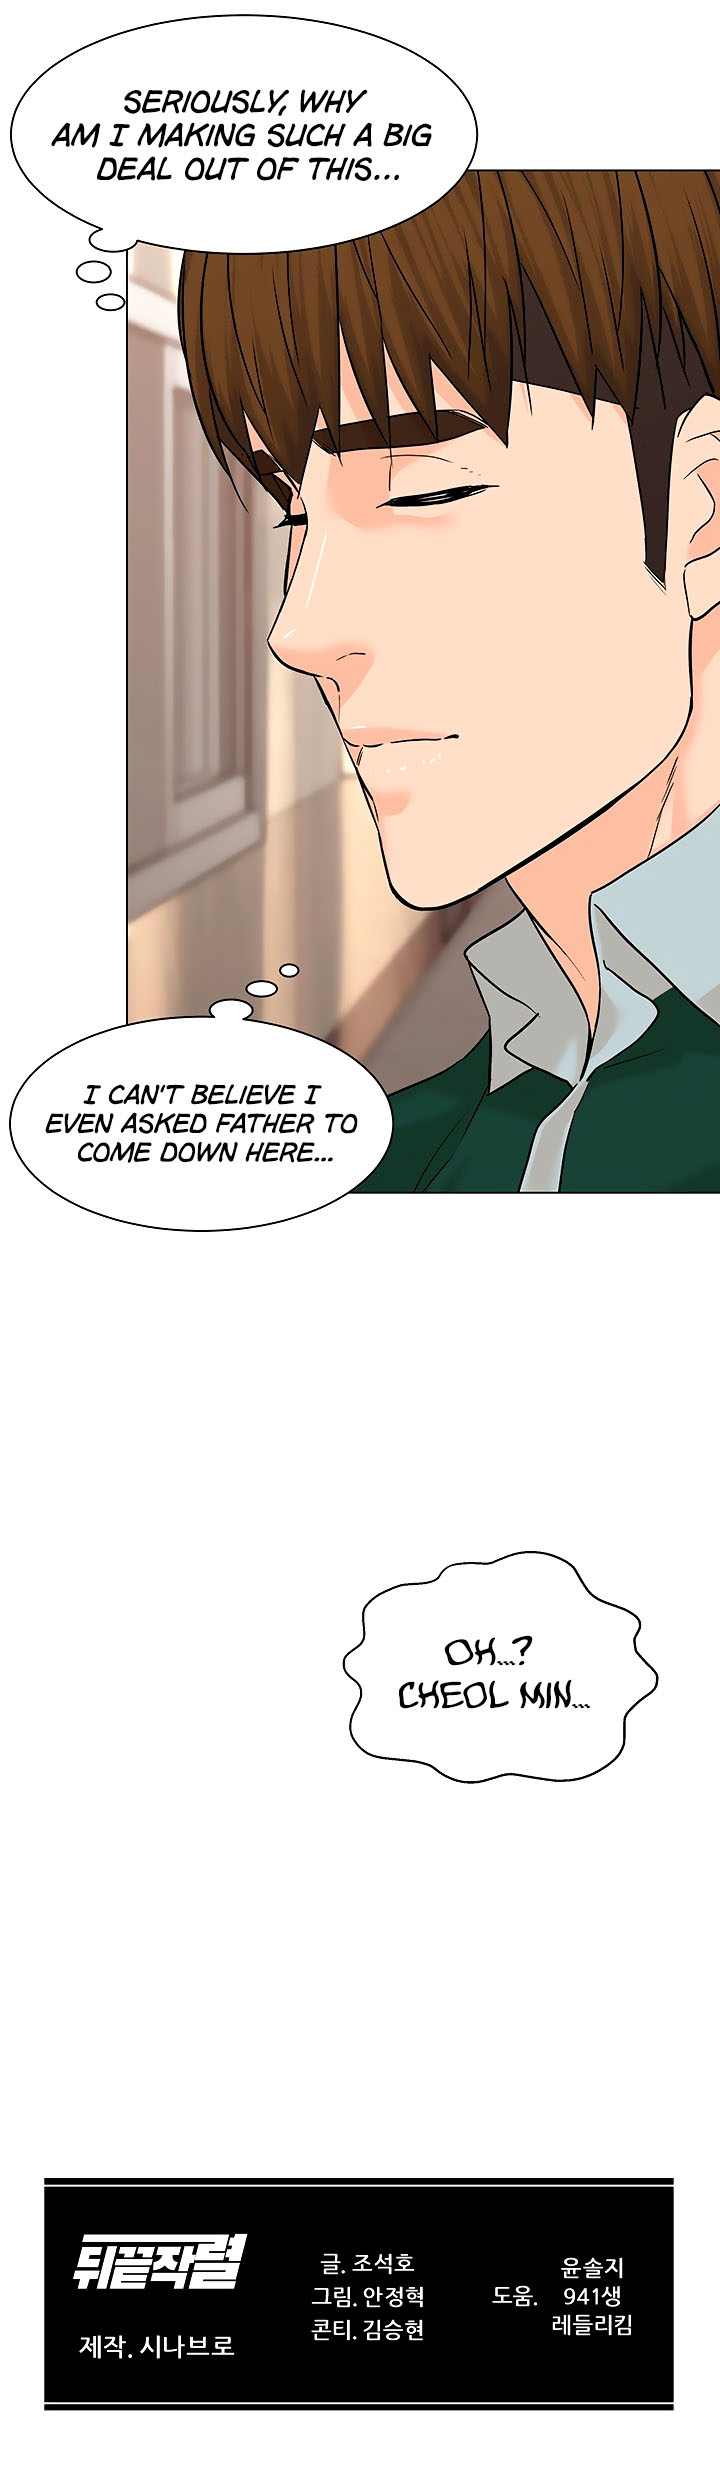 SERIOUSLY, WHY
AM I MAKING SUCH A BIG
DEAL OUT OF THIS...
I CAN'T BELIEVE I
EVEN ASKED FATHER TO
COME DOWN HERE...
OH...?
CHEOL MIN...
뒤끝작렬
제작. 시나브로
글. 조석호
그림. 안정혁
콘티. 김승현
도움. 윤솔지
941생
레들리킴